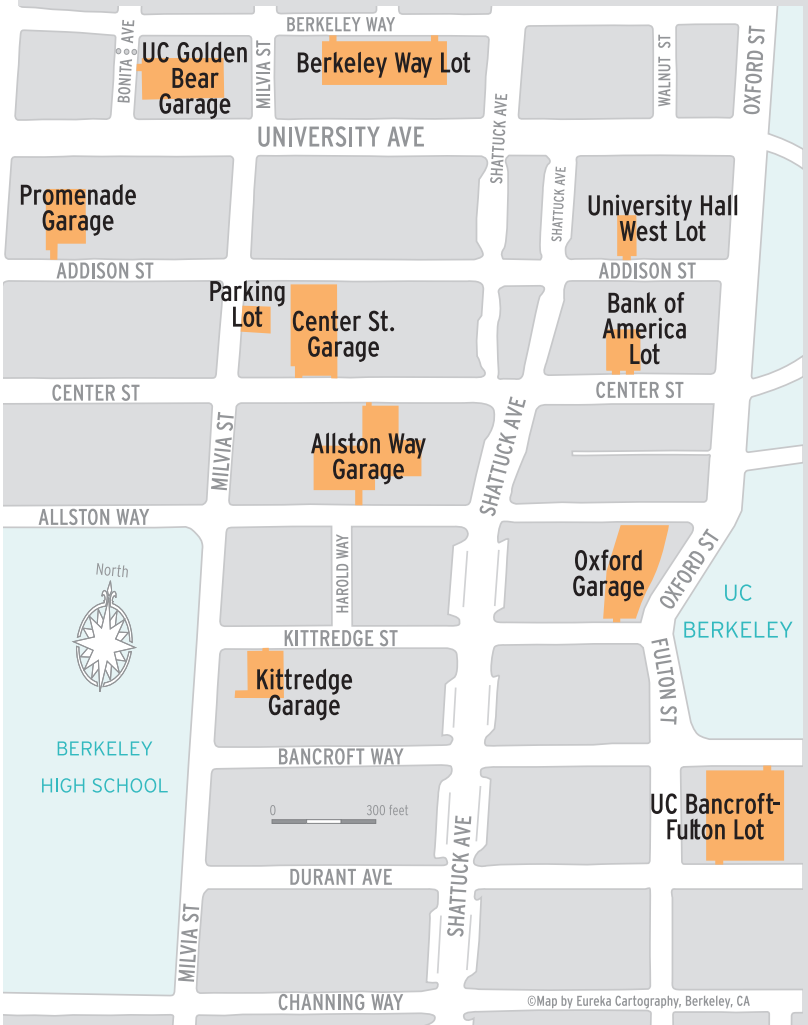 BERKELEY WAY
BONITA AVE
UC Golden
Bear
Garage
MILVIA ST
Berkeley Way Lot
WALNUT ST
OXFORD ST
UNIVERSITY AVE
SHATTUCK AVE
SHATTUCK AVE
Promenade
Garage
University Hall
West Lot
ADDISON ST
ADDISON ST
Parking
Lot
Center St.
Garage
Bank of
America
Lot
CENTER ST
CENTER ST
MILVIA ST
Allston Way
Garage
SHATTUCK AVE
ALLSTON WAY
North
HAROLD WAY
Oxford
Garage
OXFORD ST
UC
BERKELEY
KITTREDGE ST
FULTON ST
Kittredge
Garage
BERKELEY
HIGH SCHOOL
BANCROFT WAY
0 300 feet
UC Bancroft-
Fulton Lot
SHATTUCK AVE
DURANT AVE
MILVIA ST
CHANNING WAY
©Map by Eureka Cartography, Berkeley, CA